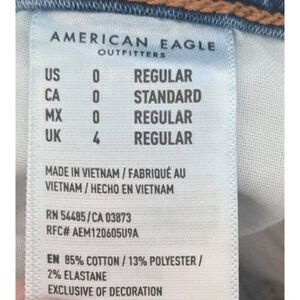 AMERICAN EAGLE
OUTFITTERS
US 0 REGULAR
CA 0 STANDARD
MX 0 REGULAR
UK 4 REGULAR
MADE IN VIETNAM / FABRIQUÉ AU
VIETNAM / HECHO EN VIETNAM
RN 54485/CA 03873
RFC# AEM120605U9A
EN 85% COTTON / 13% POLYESTER /
2% ELASTANE
EXCLUSIVE OF DECORATION